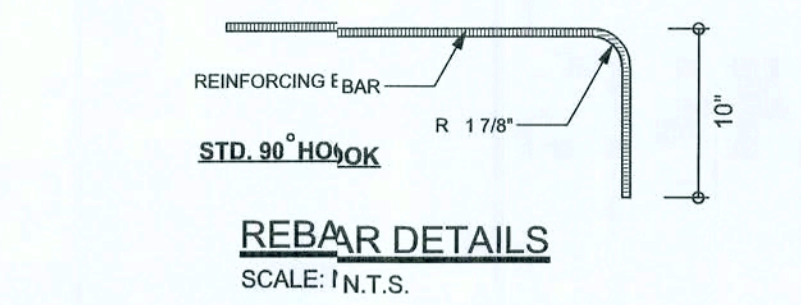 REINFORCING BAR
R 1 7/8"
10"
STD. 90° HOOK
REBAR DETAILS
SCALE: N.T.S.